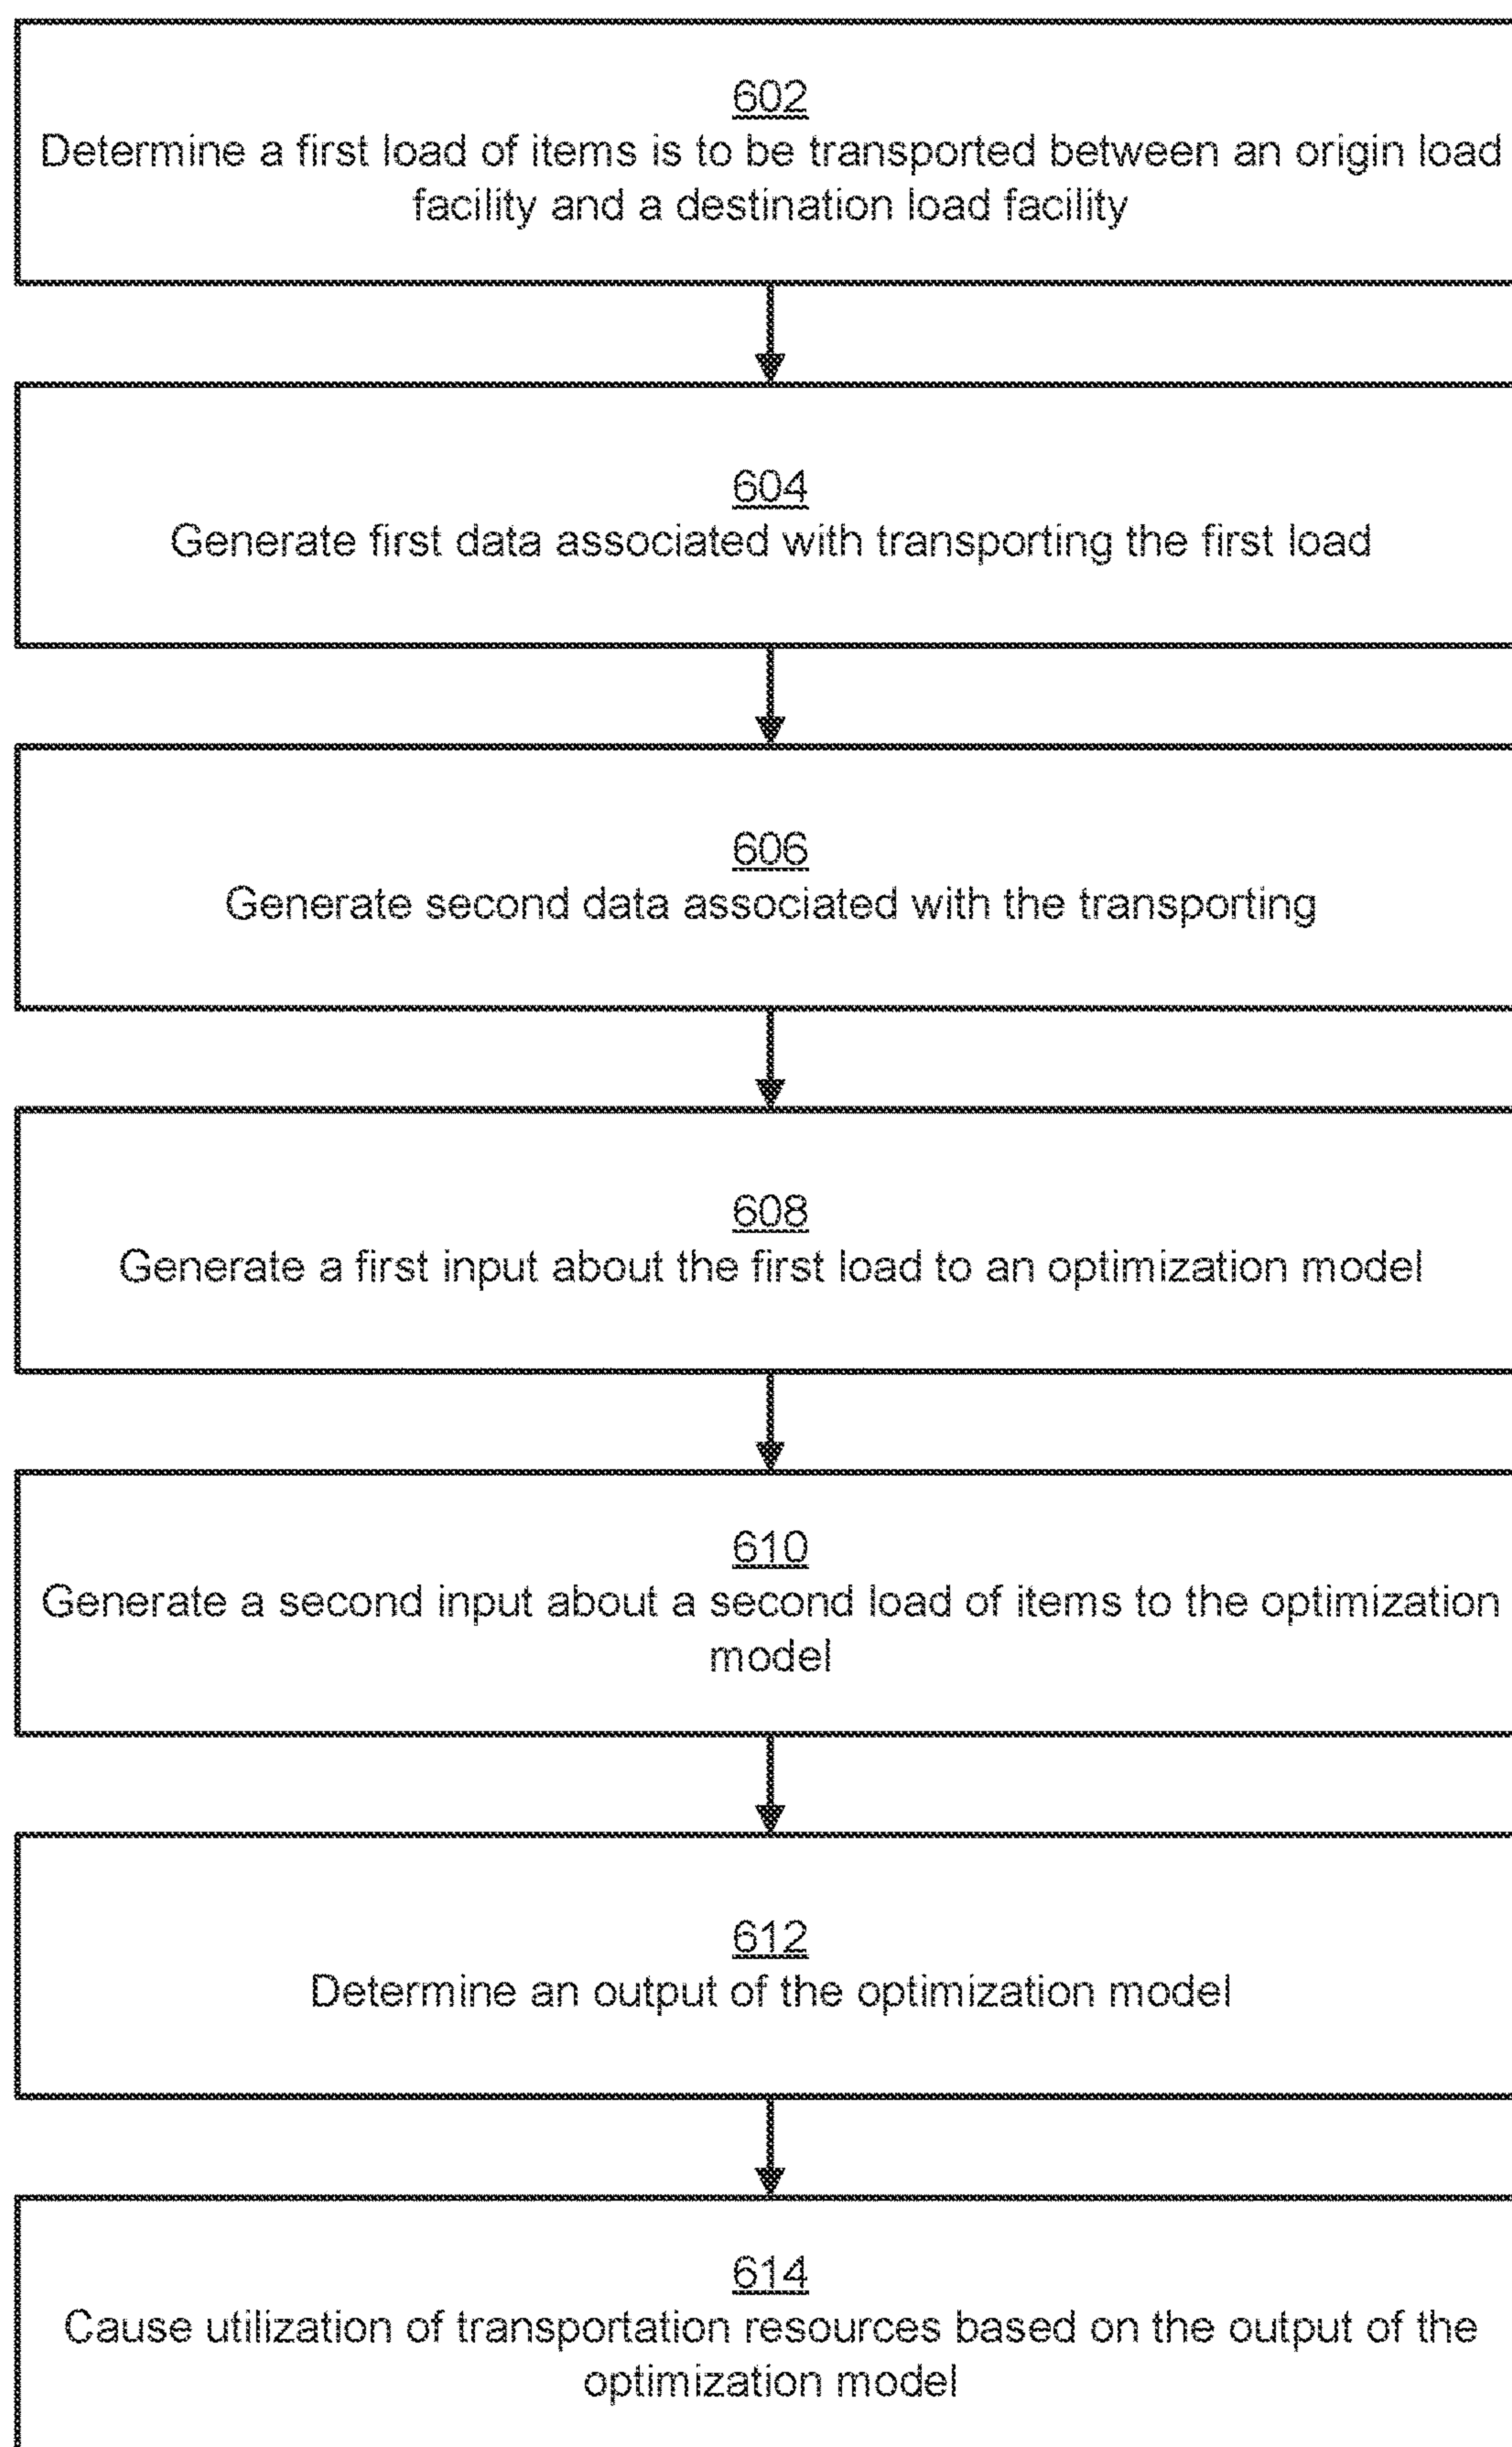 602
Determine a first load of items is to be transported between an origin load
facility and a destination load facility
604
Generate first data associated with transporting the first load
606
Generate second data associated with the transporting
608
Generate a first input about the first load to an optimization model
610
Generate a second input about a second load of items to the optimization
model
612
Determine an output of the optimization model
614
Cause utilization of transportation resources based on the output of the
optimization model